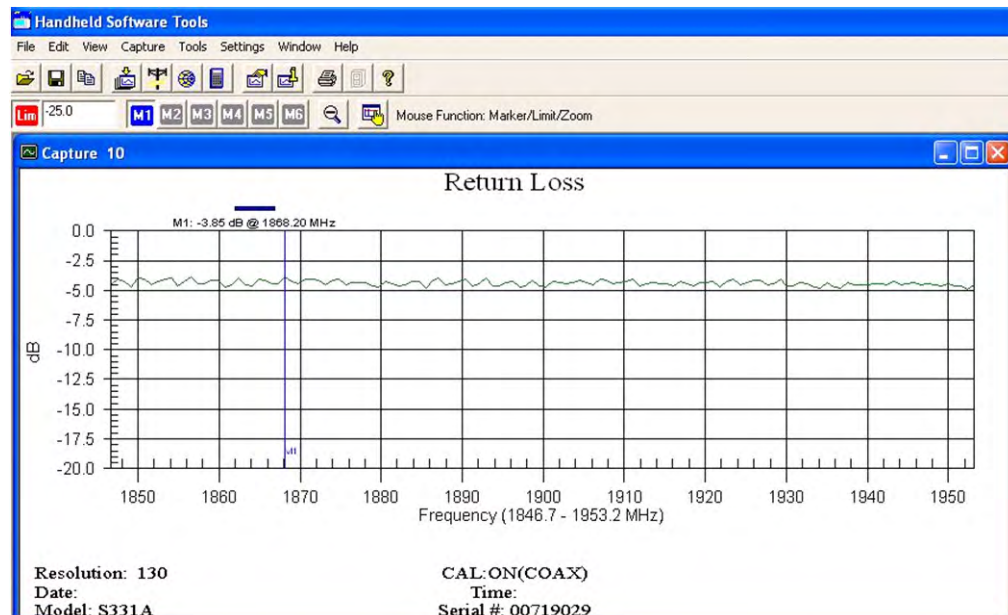 Handheld Software Tools
File Edit View Capture Tools Settings Window Help
Lim -25.0 M1 M2 M3 M4 M5 M6 Mouse Function: Marker/Limit/Zoom
Capture 10
Return Loss
M1: -3.85 dB @ 1868.20 MHz
0.0
-2.5
-5.0
-7.5
-10.0
-12.5
-15.0
-17.5
-20.0
dB
M1
1850 1860 1870 1880 1890 1900 1910 1920 1930 1940 1950
Frequency (1846.7 - 1953.2 MHz)
Resolution: 130 CAL:ON(COAX)
Date: Time:
Model: S331A Serial #: 00719029